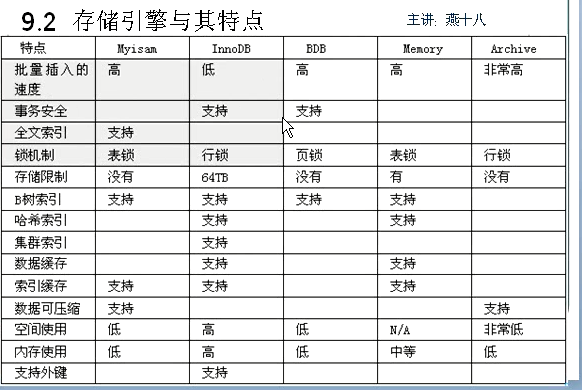 9.2 存储引擎与其特点
主讲: 燕十八
特点 Myisam InnoDB BDB Memory Archive
批量插入的 高 低 高 高 非常高
速度
事务安全 支持 支持
全文索引 支持
锁机制 表锁 行锁 页锁 表锁 行锁
存储限制 没有 64TB 没有 有 没有
B树索引 支持 支持 支持 支持
哈希索引 支持 支持
集群索引 支持
数据缓存 支持 支持
索引缓存 支持 支持 支持
数据可压缩 支持 支持
空间使用 低 高 低 N/A 非常低
内存使用 低 高 低 中等 低
支持外键 支持